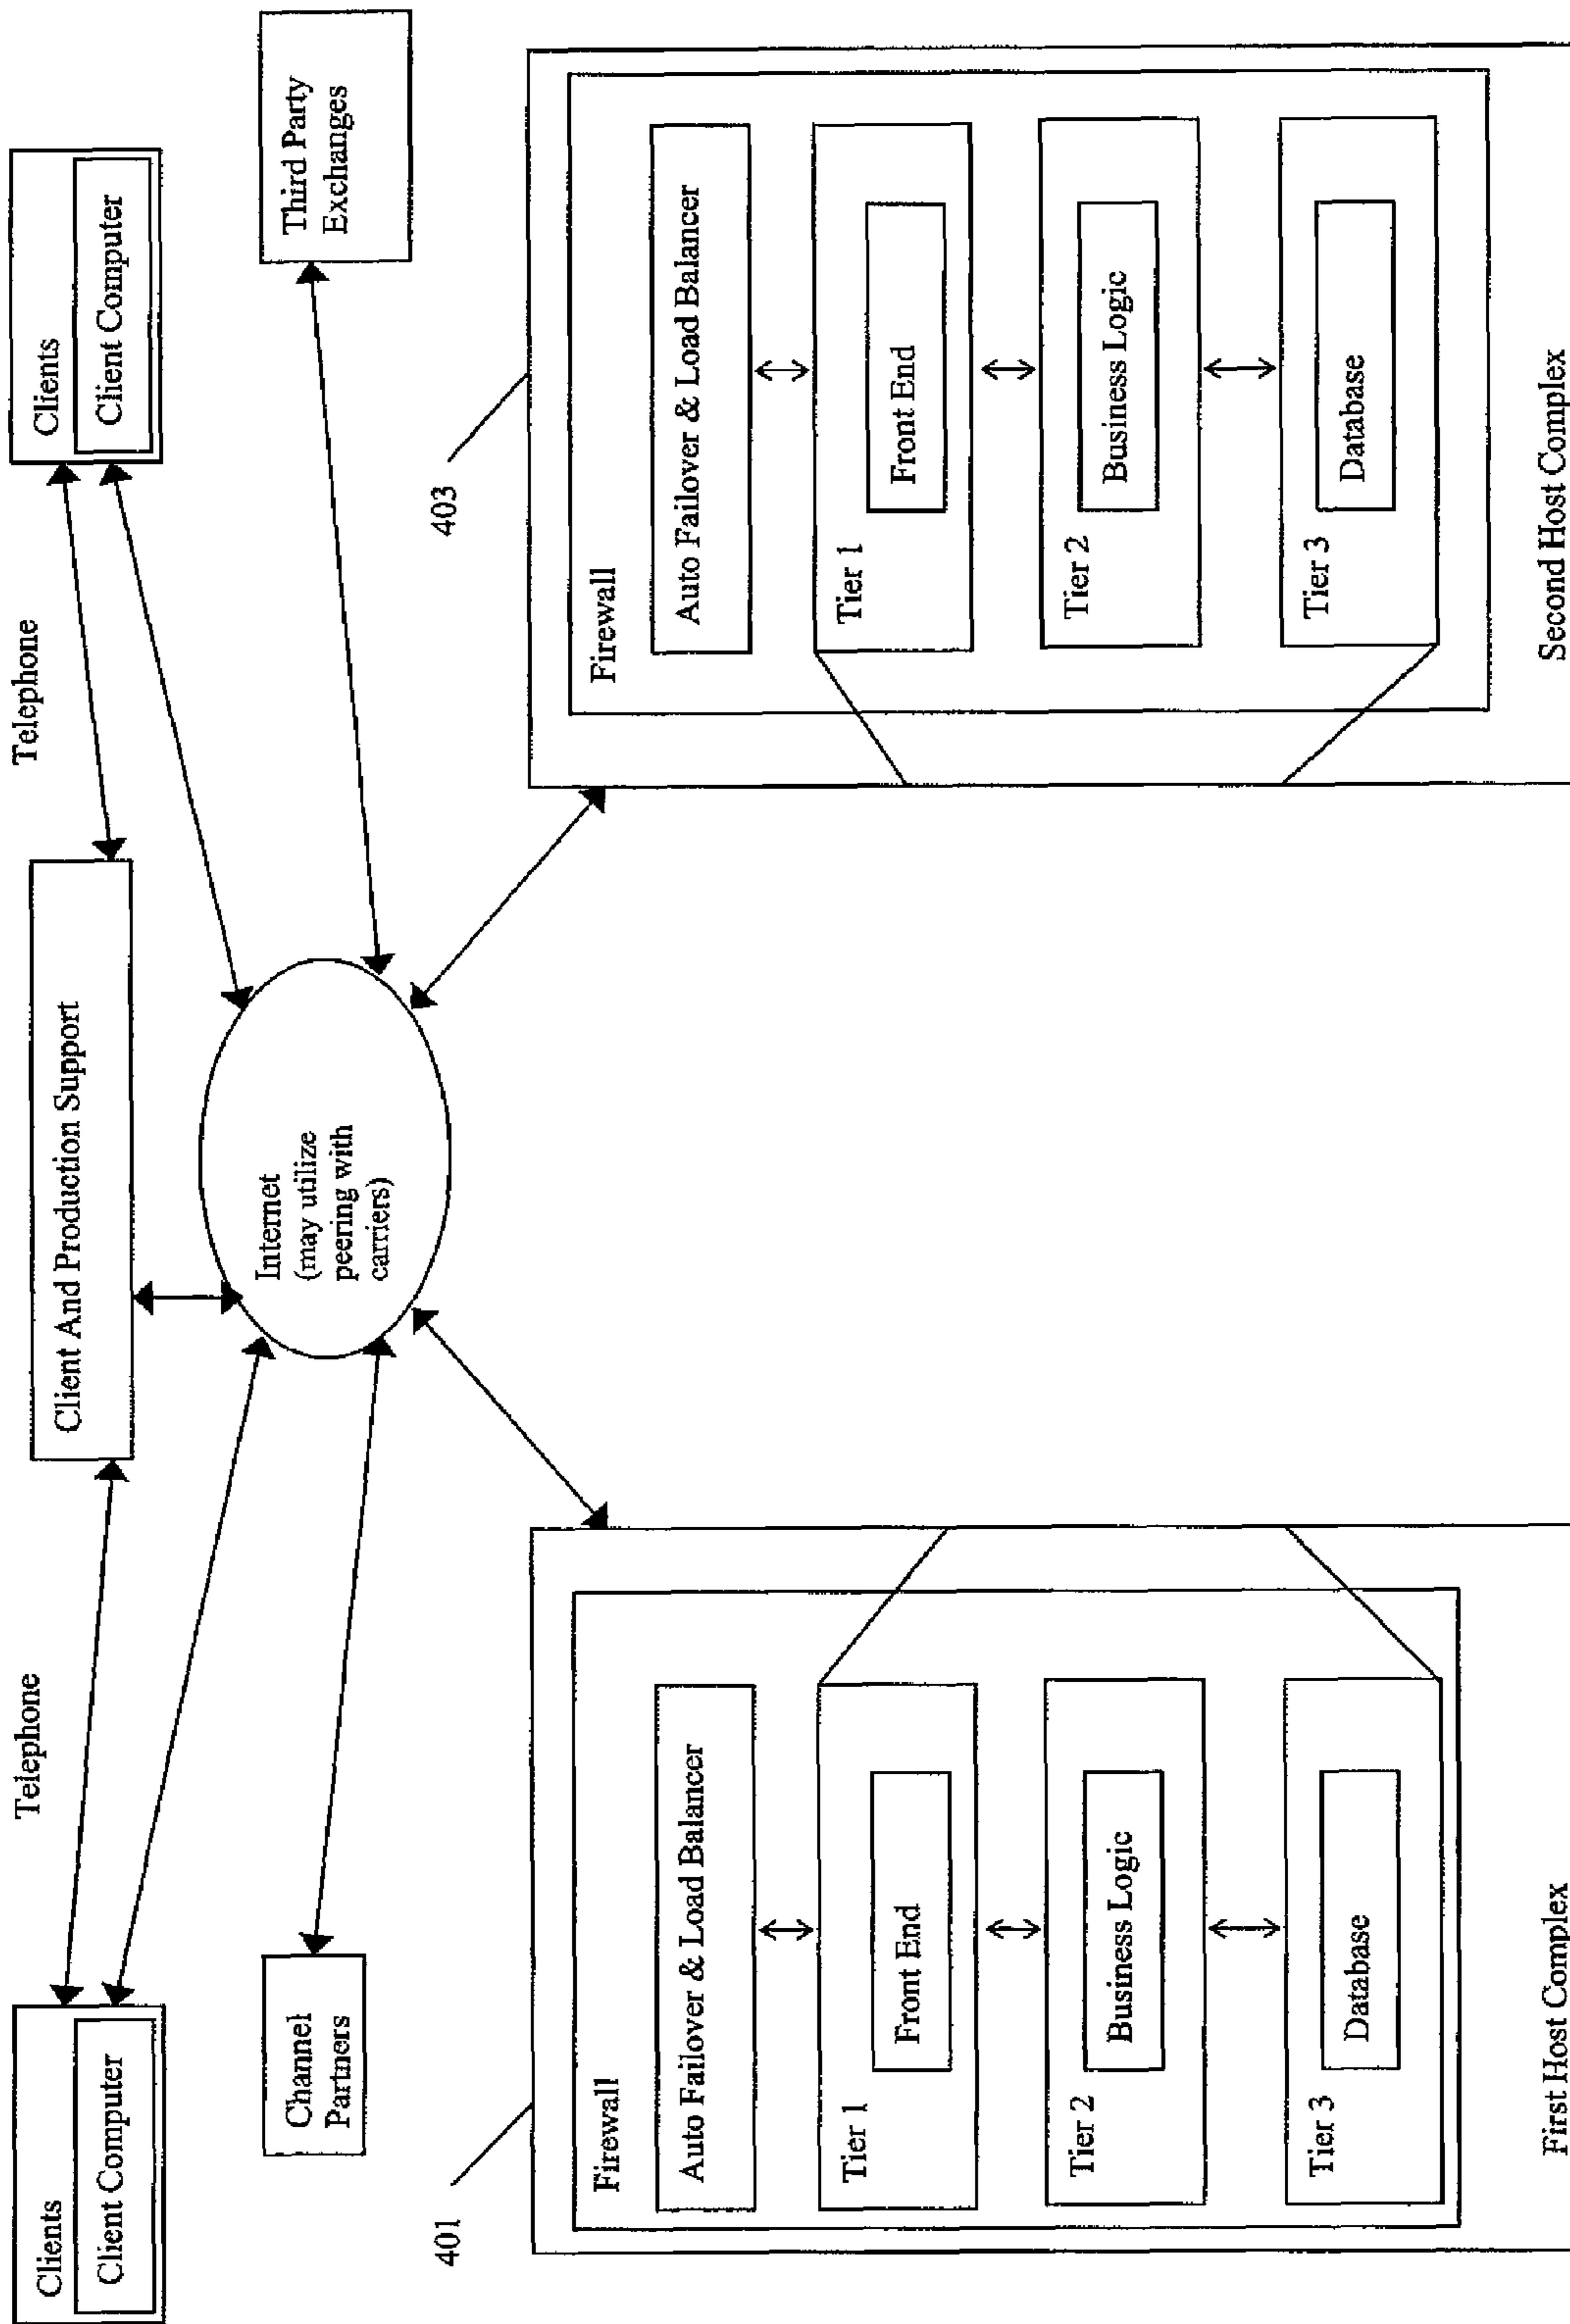 Clients
Client Computer
Telephone
Client And Production Support
Telephone
Clients
Client Computer
Channel
Partners
Internet
(may utilize
peering with
carriers)
Third Party
Exchanges
401
Firewall
Auto Failover & Load Balancer
Tier 1
Front End
Tier 2
Business Logic
Tier 3
Database
First Host Complex
403
Firewall
Auto Failover & Load Balancer
Tier 1
Front End
Tier 2
Business Logic
Tier 3
Database
Second Host Complex